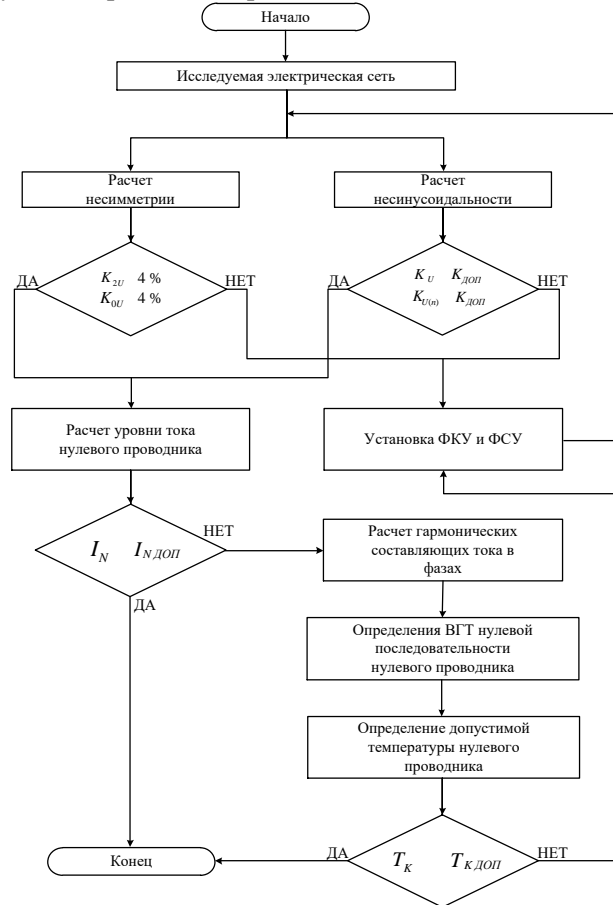 Начало
Исследуемая электрическая сеть
Расчет
несимметрии
Расчет
несинусоидальности
ДА
K2U 4 %
K0U 4 %
НЕТ
ДА
KU KДОП
KU(n) KДОП
НЕТ
Расчет уровни тока
нулевого проводника
Установка ФКУ и ФСУ
IN IN ДОП
НЕТ
ДА
Расчет гармонических
составляющих тока в
фазах
Определения ВГТ нулевой
последовательности
нулевого проводника
Определение допустимой
температуры нулевого
проводника
Конец
ДА
TK TK ДОП
НЕТ